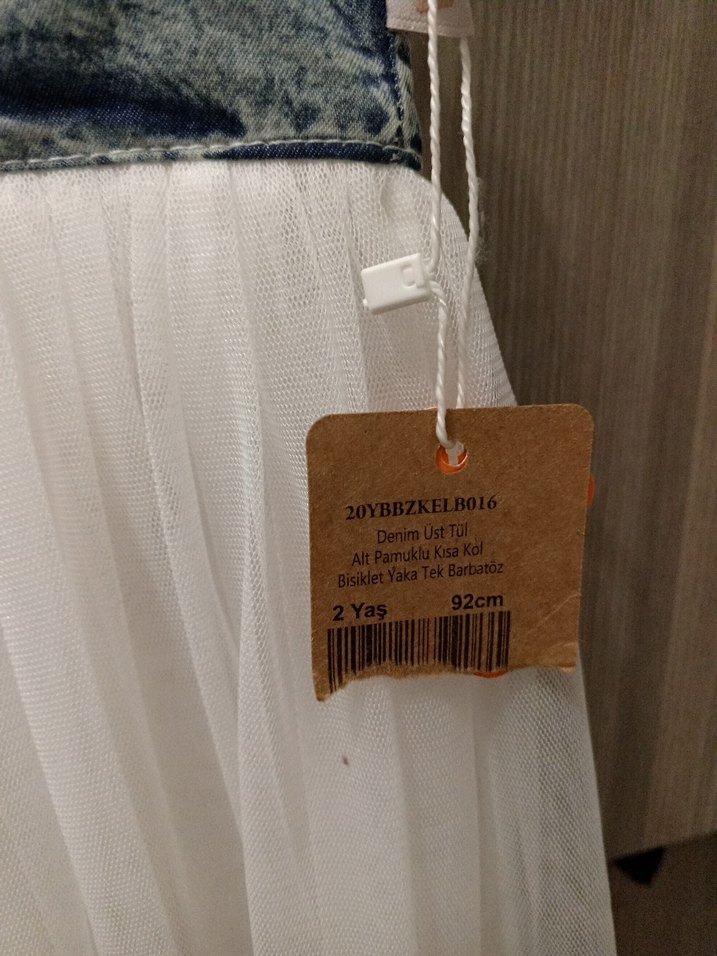 20YBBZKELB016
Denim Üst Tül
Alt Pamuklu Kısa Kol
Bisiklet Yaka Tek Barbatöz
2 Yaş 92cm